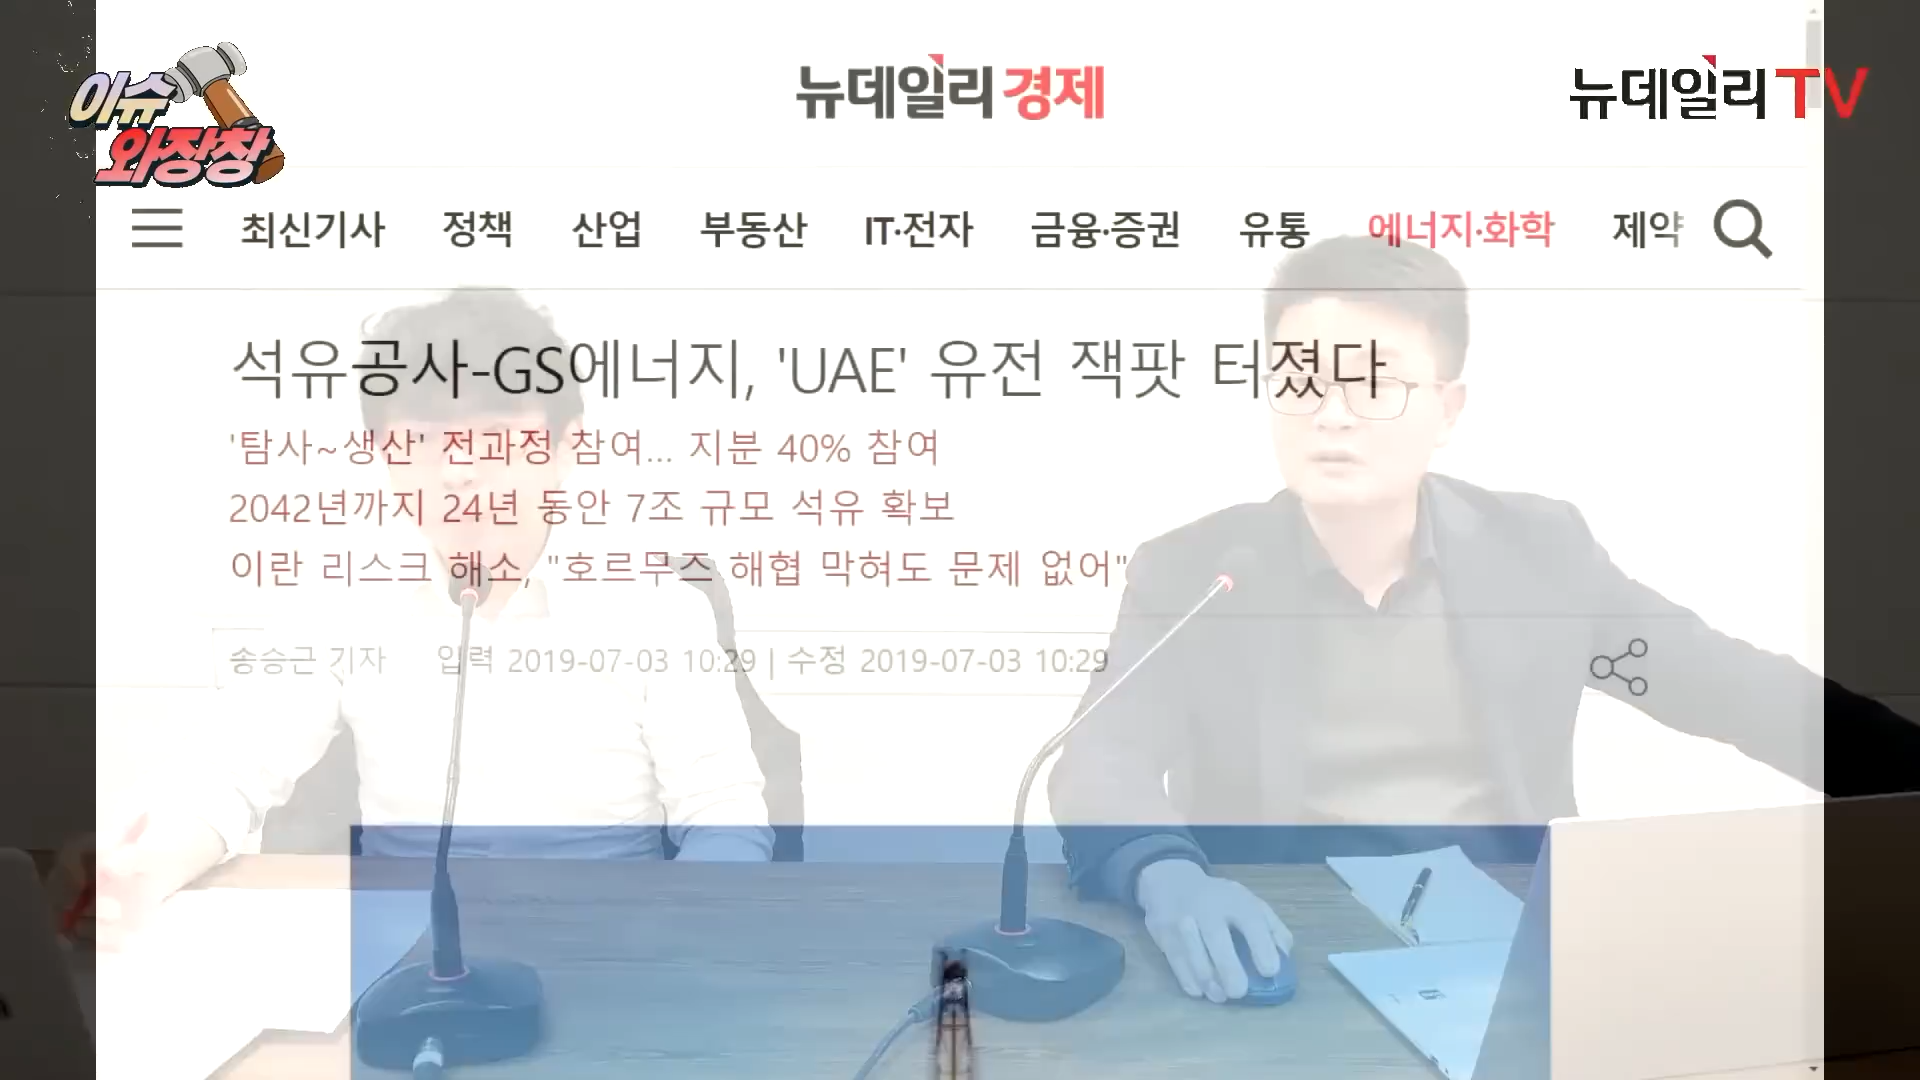 이슈
와장창
뉴데일리경제
뉴데일리TV
최신기사 정책 산업 부동산 IT·전자 금융·증권 유통 에너지·화학 제약
석유공사-GS에너지, 'UAE' 유전 잭팟 터졌다
'탐사~생산' 전과정 참여... 지분 40% 참여
2042년까지 24년 동안 7조 규모 석유 확보
이란 리스크 해소, "호르무즈 해협 막혀도 문제 없어"
송승근 기자 입력 2019-07-03 10:29 | 수정 2019-07-03 10:29